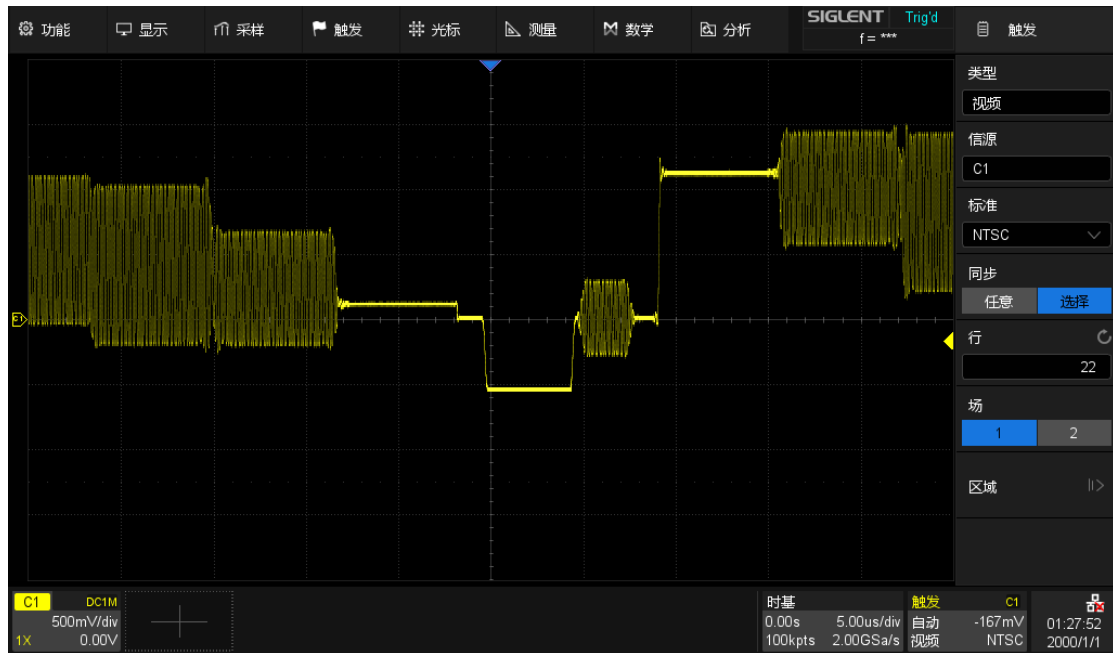 功能 显示 采样 触发 光标 测量 数学 分析 SIGLENT Trig'd 触发
f = ***
类型
视频
信源
C1
标准
NTSC
同步
任意 选择
行
22
场
1 2
区域
C1
C1 DC1M
500mV/div
1X 0.00V
时基
0.00s 5.00us/div
100kpts 2.00GSa/s
触发 C1
自动 -167mV
视频 NTSC
01:27:52
2000/1/1